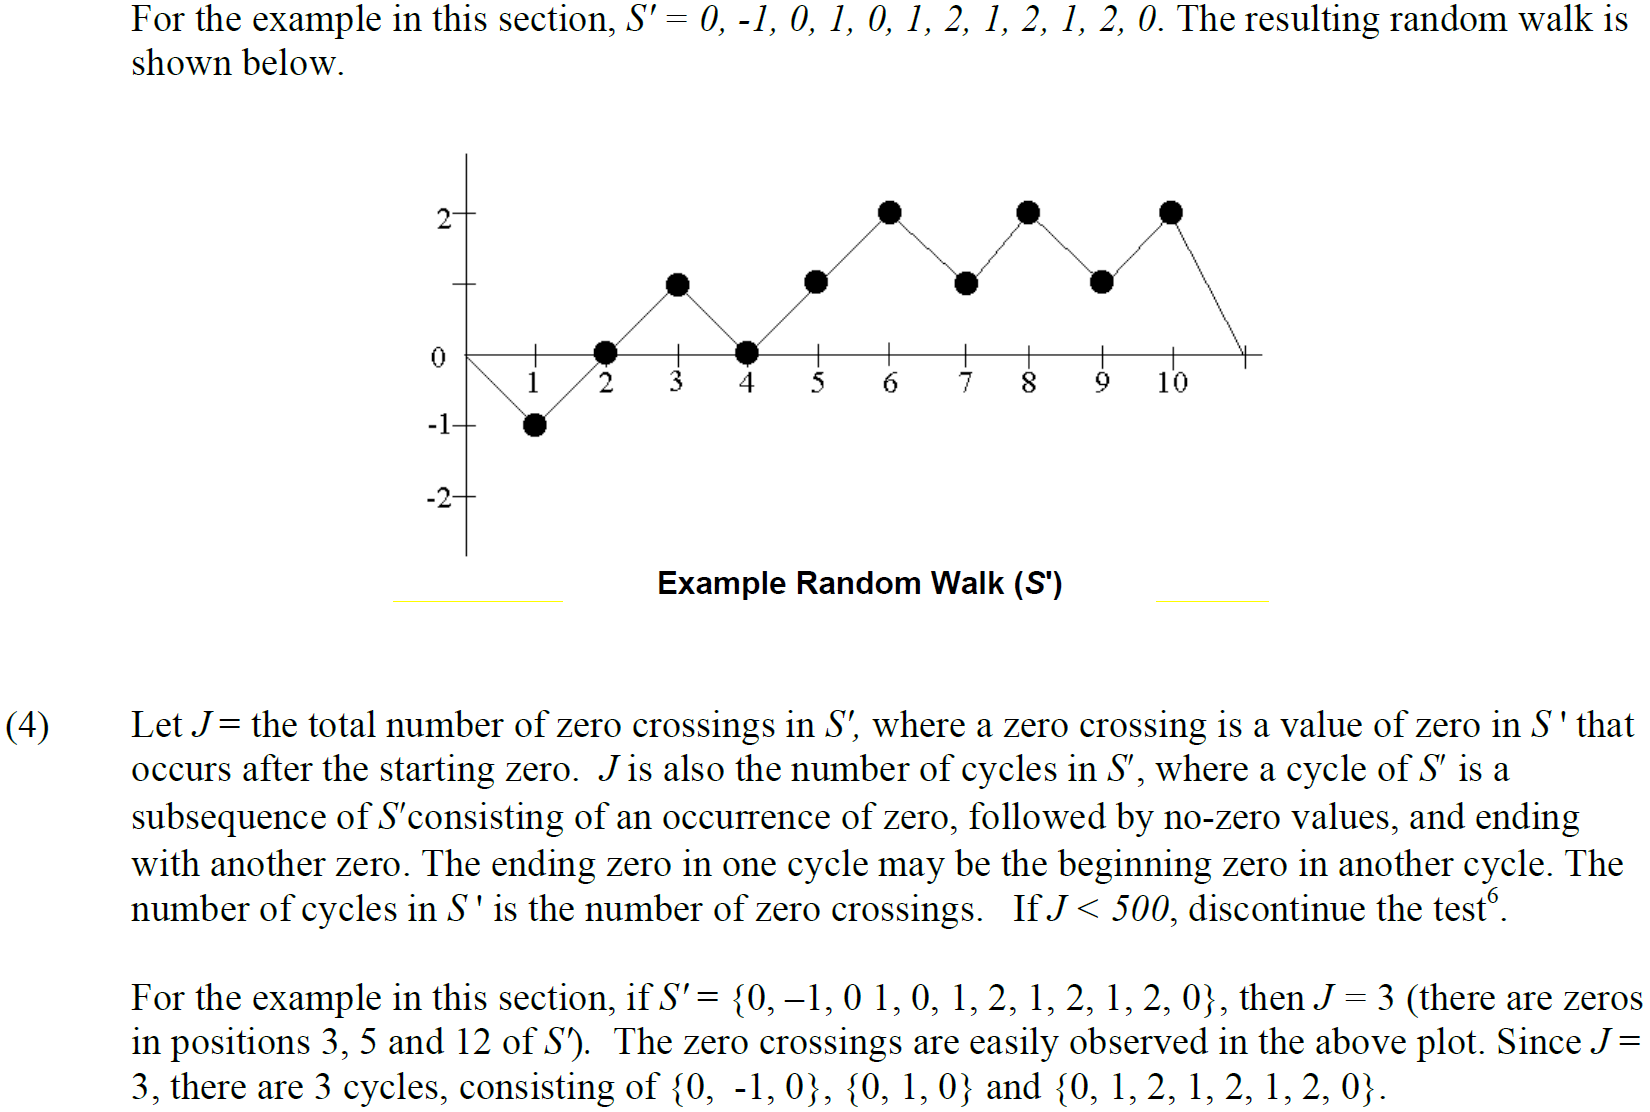 For the example in this section, S' = 0, -1, 0, 1, 0, 1, 2, 1, 2, 1, 2, 0. The resulting random walk is
shown below.
2
0
-1
-2
1 2 3 4 5 6 7 8 9 10
Example Random Walk (S')
(4) Let J = the total number of zero crossings in S', where a zero crossing is a value of zero in S ' that
occurs after the starting zero. J is also the number of cycles in S', where a cycle of S' is a
subsequence of S'consisting of an occurrence of zero, followed by no-zero values, and ending
with another zero. The ending zero in one cycle may be the beginning zero in another cycle. The
number of cycles in S ' is the number of zero crossings. If J < 500, discontinue the test⁶.
For the example in this section, if S' = {0, –1, 0 1, 0, 1, 2, 1, 2, 1, 2, 0}, then J = 3 (there are zeros
in positions 3, 5 and 12 of S'). The zero crossings are easily observed in the above plot. Since J =
3, there are 3 cycles, consisting of {0, -1, 0}, {0, 1, 0} and {0, 1, 2, 1, 2, 1, 2, 0}.